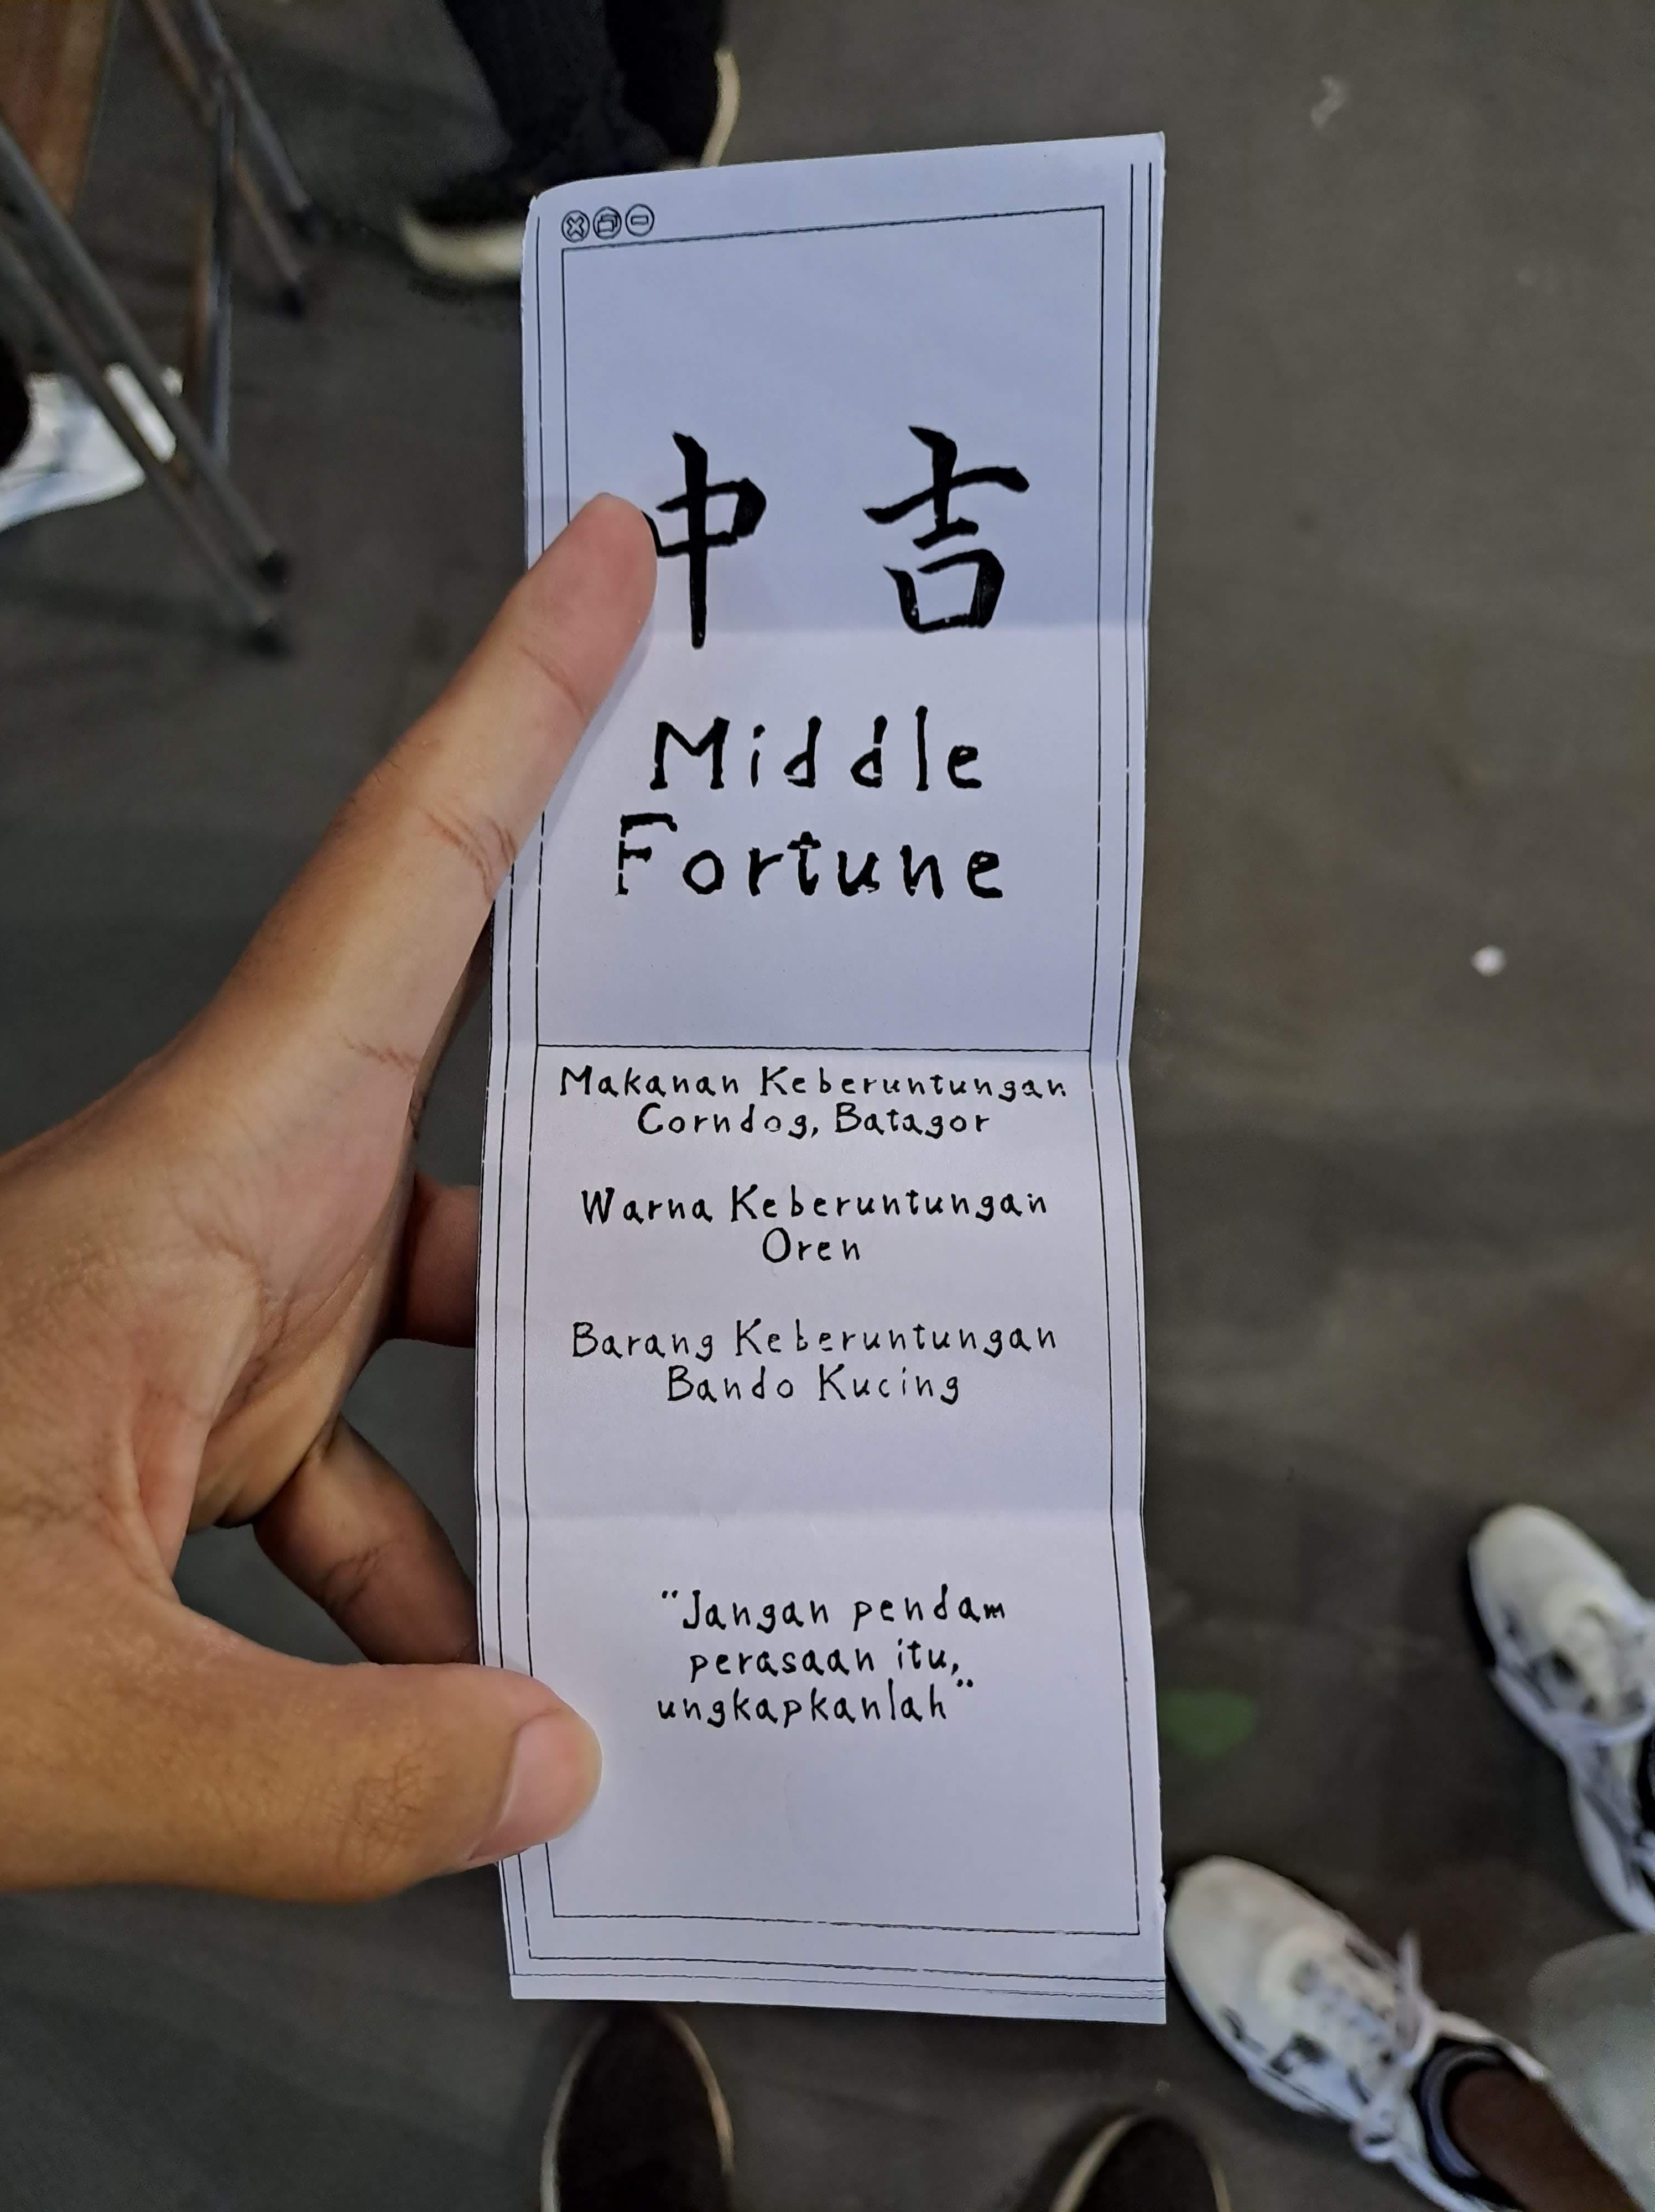 中 吉
Middle
Fortune
Makanan Keberuntungan
Corndog, Batagor
Warna Keberuntungan
Oren
Barang Keberuntungan
Bando Kucing
"Jangan pendam
perasaan itu,
ungkapkanlah"